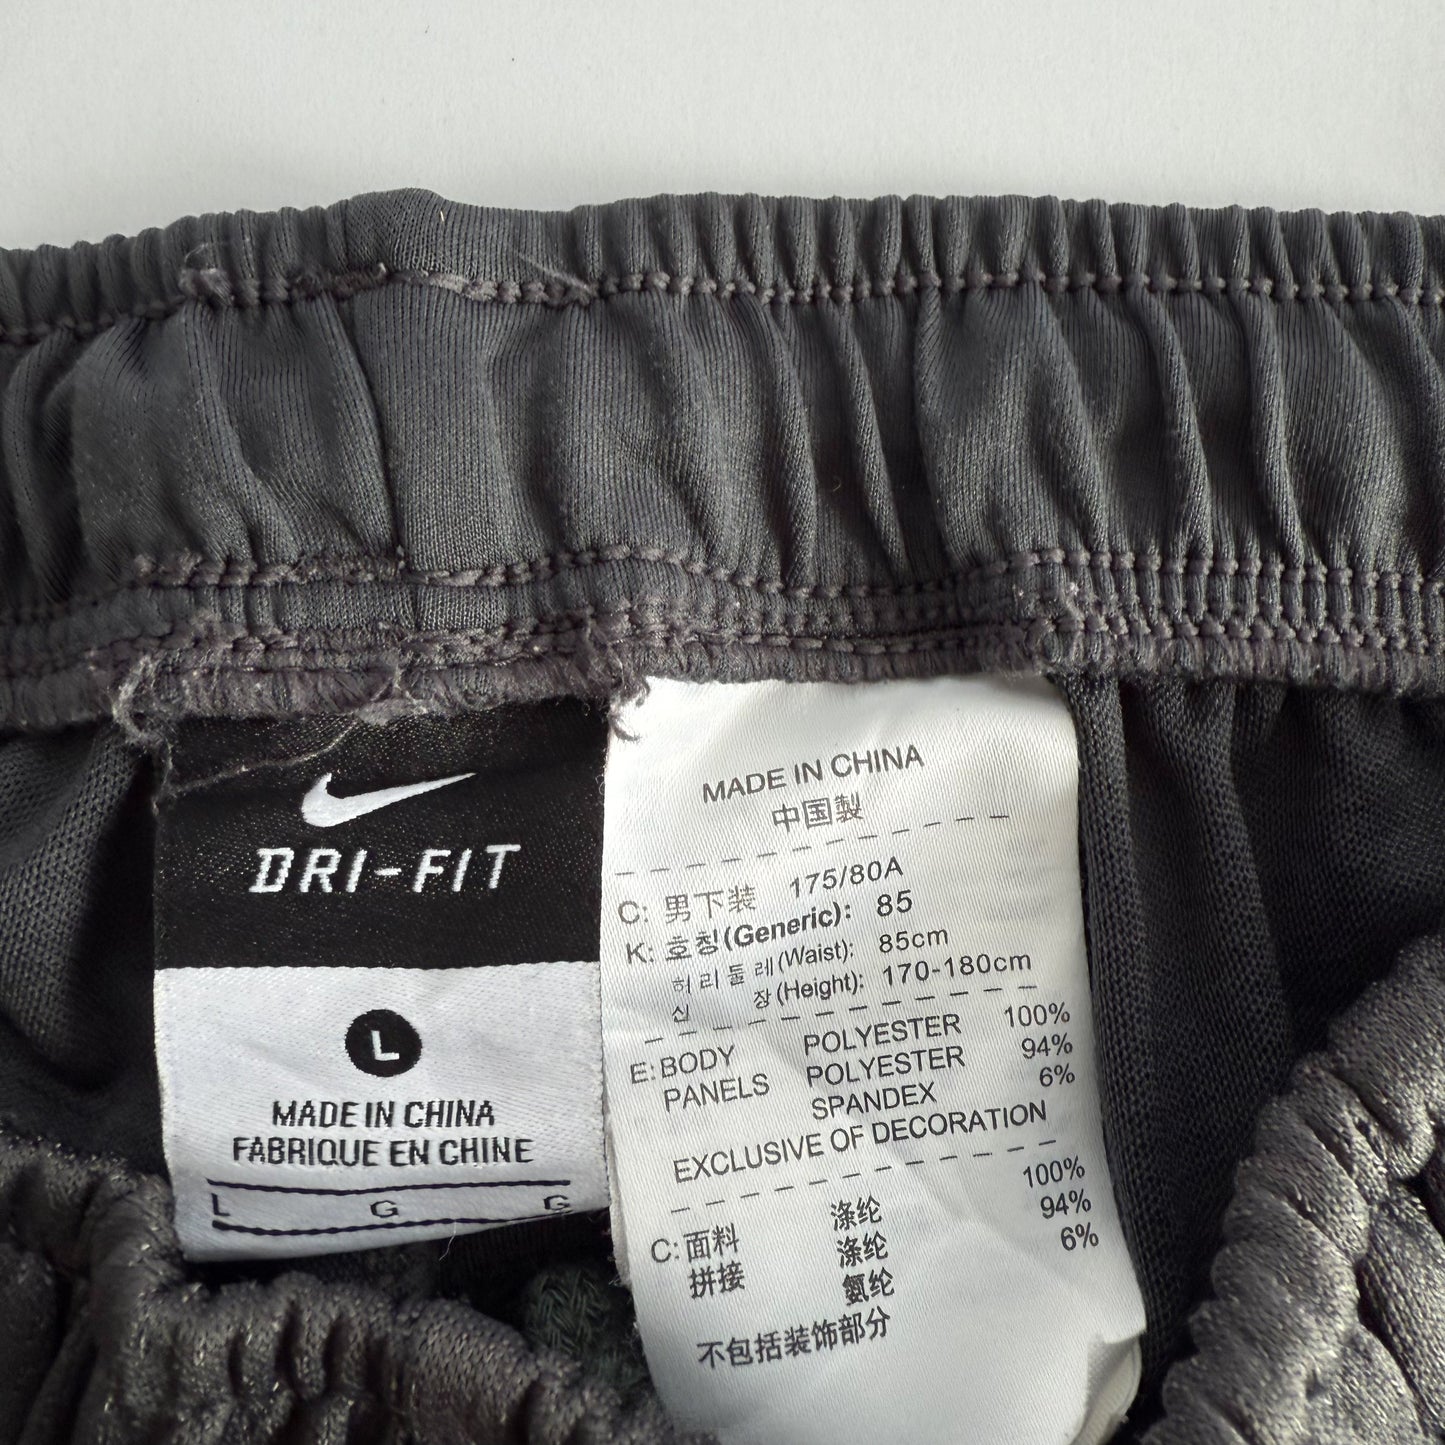 DRI-FIT
L
MADE IN CHINA
FABRIQUE EN CHINE
L G G
MADE IN CHINA
中国製
C: 男下装 175/80A
K: 호칭(Generic): 85
허리둘레(Waist): 85cm
신 장(Height): 170-180cm
E: BODY POLYESTER 100%
PANELS POLYESTER 94%
SPANDEX 6%
EXCLUSIVE OF DECORATION
C: 面料 涤纶 100%
拼接 涤纶 94%
氨纶 6%
不包括装饰部分